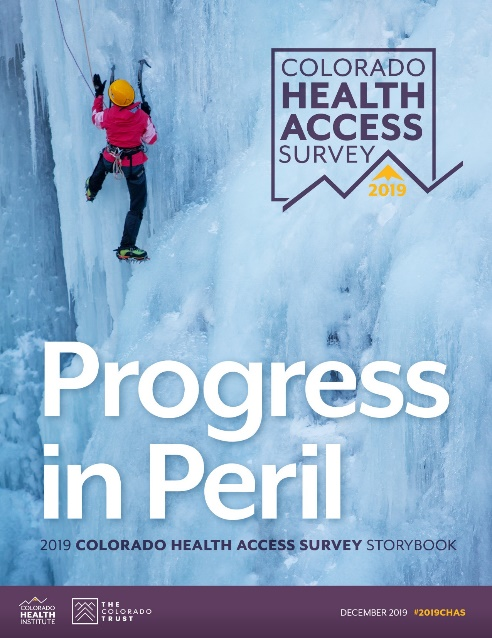 COLORADO
HEALTH
ACCESS
SURVEY
2019
Progress
in Peril
2019 COLORADO HEALTH ACCESS SURVEY STORYBOOK
COLORADO
HEALTH
INSTITUTE
THE
COLORADO
TRUST
DECEMBER 2019 #2019CHAS